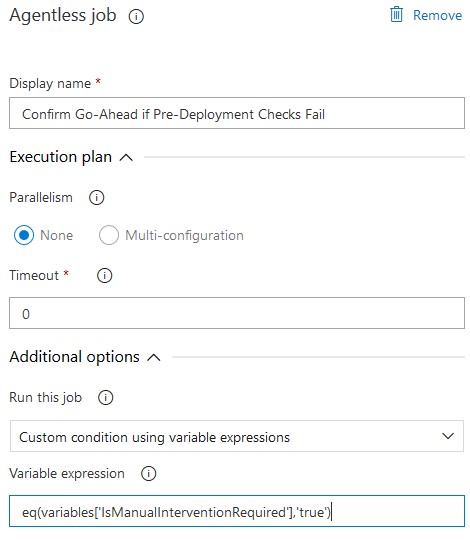 Agentless job
Remove
Display name *
Confirm Go-Ahead if Pre-Deployment Checks Fail
Execution plan
Parallelism
None
Multi-configuration
Timeout *
0
Additional options
Run this job
Custom condition using variable expressions
Variable expression
eq(variables['IsManualInterventionRequired'],'true')